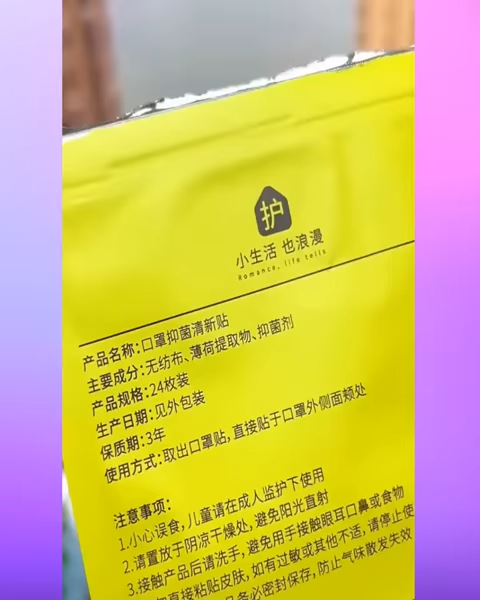 护
小生活 也浪漫
Romance, life tells
产品名称:口罩抑菌清新贴
主要成分:无纺布、薄荷提取物、抑菌剂
产品规格:24枚装
生产日期:见外包装
保质期:3年
使用方式:取出口罩贴,直接贴于口罩外侧面颊处
注意事项:
1.小心误食,儿童请在成人监护下使用
2.请置放于阴凉干燥处,避免阳光直射
3.接触产品后请洗手,避免用手接触眼耳口鼻或食物
直接粘贴皮肤,如有过敏或其他不适,请停止使
必密封保存,防止气味散发失效